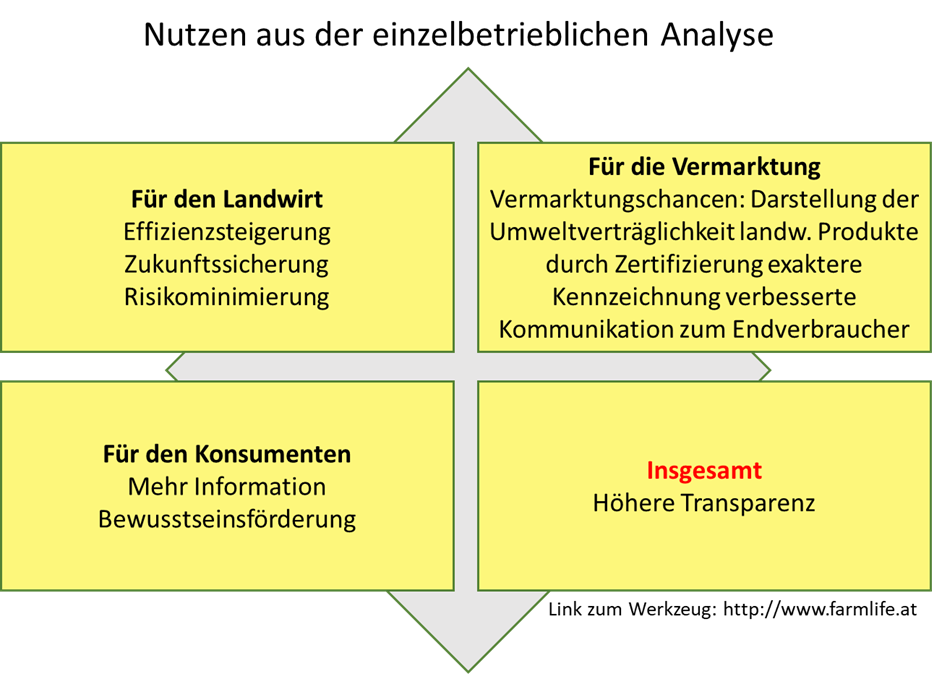 Nutzen aus der einzelbetrieblichen Analyse
Für den Landwirt
Effizienzsteigerung
Zukunftssicherung
Risikominimierung
Für die Vermarktung
Vermarktungschancen: Darstellung der
Umweltverträglichkeit landw. Produkte
durch Zertifizierung exaktere
Kennzeichnung verbesserte
Kommunikation zum Endverbraucher
Für den Konsumenten
Mehr Information
Bewusstseinsförderung
Insgesamt
Höhere Transparenz
Link zum Werkzeug: http://www.farmlife.at